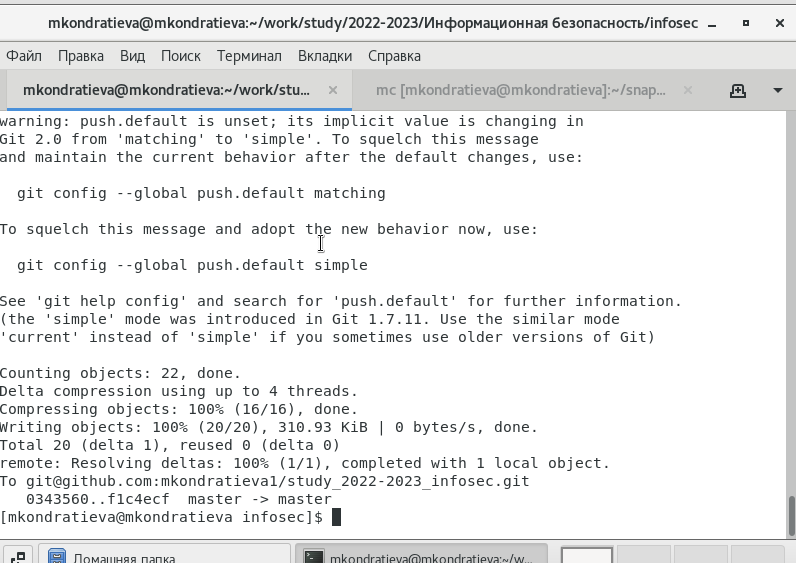 mkondratieva@mkondratieva:~/work/study/2022-2023/Информационная безопасность/infosec
Файл Правка Вид Поиск Терминал Вкладки Справка
mkondratieva@mkondratieva:~/work/stu... mc [mkondratieva@mkondratieva]:~/snap...
warning: push.default is unset; its implicit value is changing in
Git 2.0 from 'matching' to 'simple'. To squelch this message
and maintain the current behavior after the default changes, use:
git config --global push.default matching
To squelch this message and adopt the new behavior now, use:
git config --global push.default simple
See 'git help config' and search for 'push.default' for further information.
(the 'simple' mode was introduced in Git 1.7.11. Use the similar mode
'current' instead of 'simple' if you sometimes use older versions of Git)
Counting objects: 22, done.
Delta compression using up to 4 threads.
Compressing objects: 100% (16/16), done.
Writing objects: 100% (20/20), 310.93 KiB | 0 bytes/s, done.
Total 20 (delta 1), reused 0 (delta 0)
remote: Resolving deltas: 100% (1/1), completed with 1 local object.
To git@github.com:mkondratieva1/study_2022-2023_infosec.git
0343560..f1c4ecf  master -> master
[mkondratieva@mkondratieva infosec]$
Домашняя папка mkondratieva@mkondratieva:~/w...